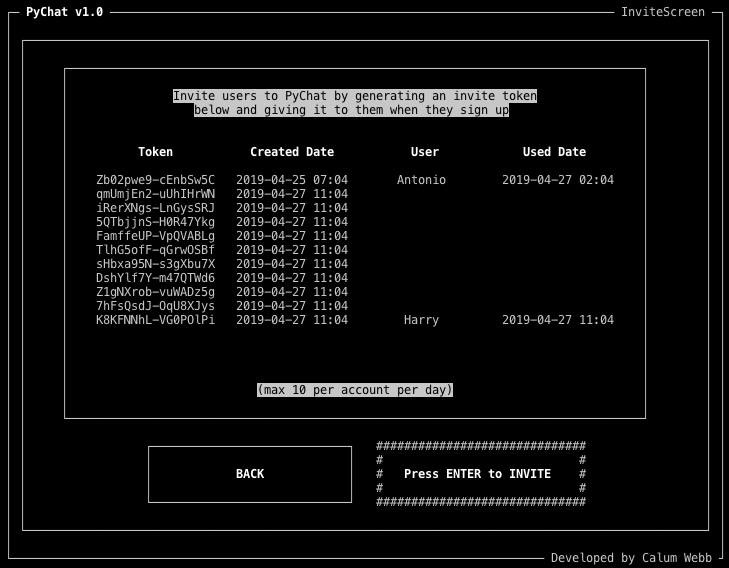 PyChat v1.0 InviteScreen
Invite users to PyChat by generating an invite token
below and giving it to them when they sign up
Token Created Date User Used Date
Zb02pwe9-cEnbSw5C 2019-04-25 07:04 Antonio 2019-04-27 02:04
qmUmjEn2-uUhIHrWN 2019-04-27 11:04
iRerXNgs-LnGysSRJ 2019-04-27 11:04
5QTbjjnS-H0R47Ykg 2019-04-27 11:04
FamffeUP-VpQVABLg 2019-04-27 11:04
TlhG5ofF-qGrwOSBf 2019-04-27 11:04
sHbxa95N-s3gXbu7X 2019-04-27 11:04
DshYlf7Y-m47QTWd6 2019-04-27 11:04
Z1gNXrob-vuWADz5g 2019-04-27 11:04
7hFsQsdJ-OqU8XJys 2019-04-27 11:04
K8KFNNhL-VG0POlPi 2019-04-27 11:04 Harry 2019-04-27 11:04
(max 10 per account per day)
BACK
Press ENTER to INVITE
Developed by Calum Webb